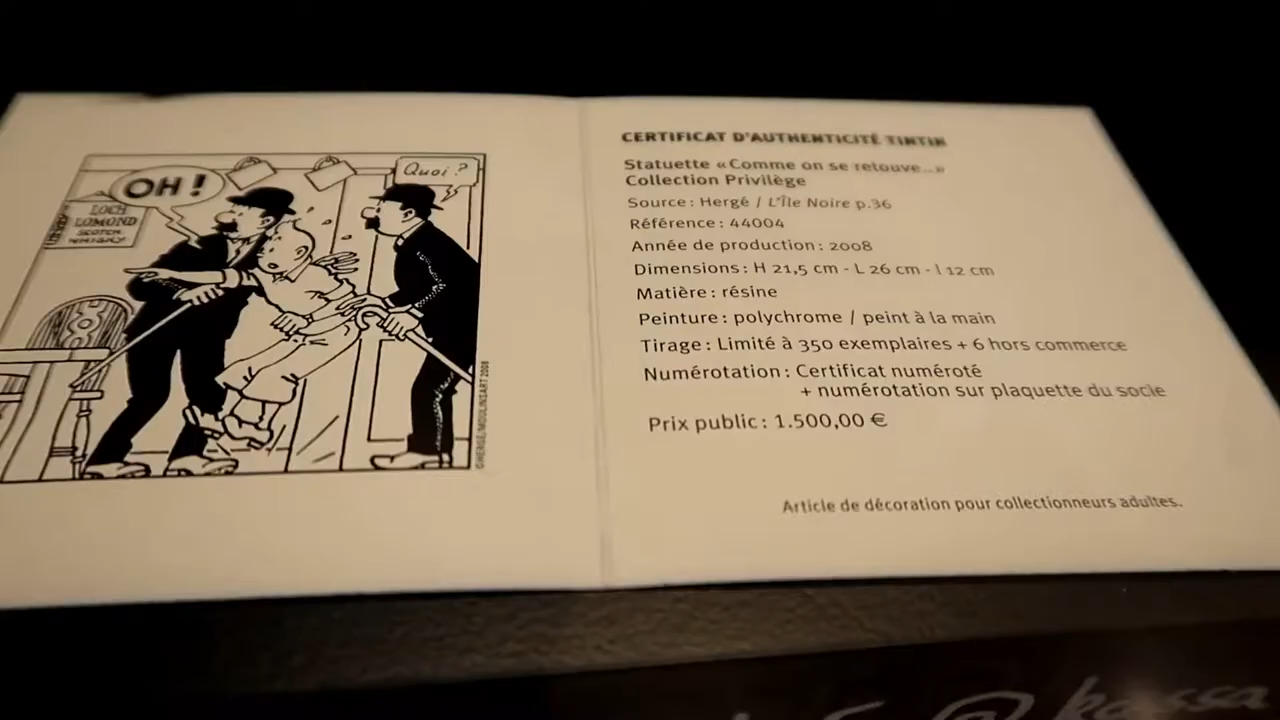 OH !
Quoi ?
LOCH
LOMOND
SCOTCH
WHISKY
©HERGÉ/MOULINSART 2008
CERTIFICAT D'AUTHENTICITÉ TINTIN
Statuette «Comme on se retouve...»
Collection Privilège
Source : Hergé / L'Île Noire p.36
Référence : 44004
Année de production : 2008
Dimensions : H 21,5 cm - L 26 cm - l 12 cm
Matière : résine
Peinture : polychrome / peint à la main
Tirage : Limité à 350 exemplaires + 6 hors commerce
Numérotation : Certificat numéroté
+ numérotation sur plaquette du socle
Prix public : 1.500,00 €
Article de décoration pour collectionneurs adultes.